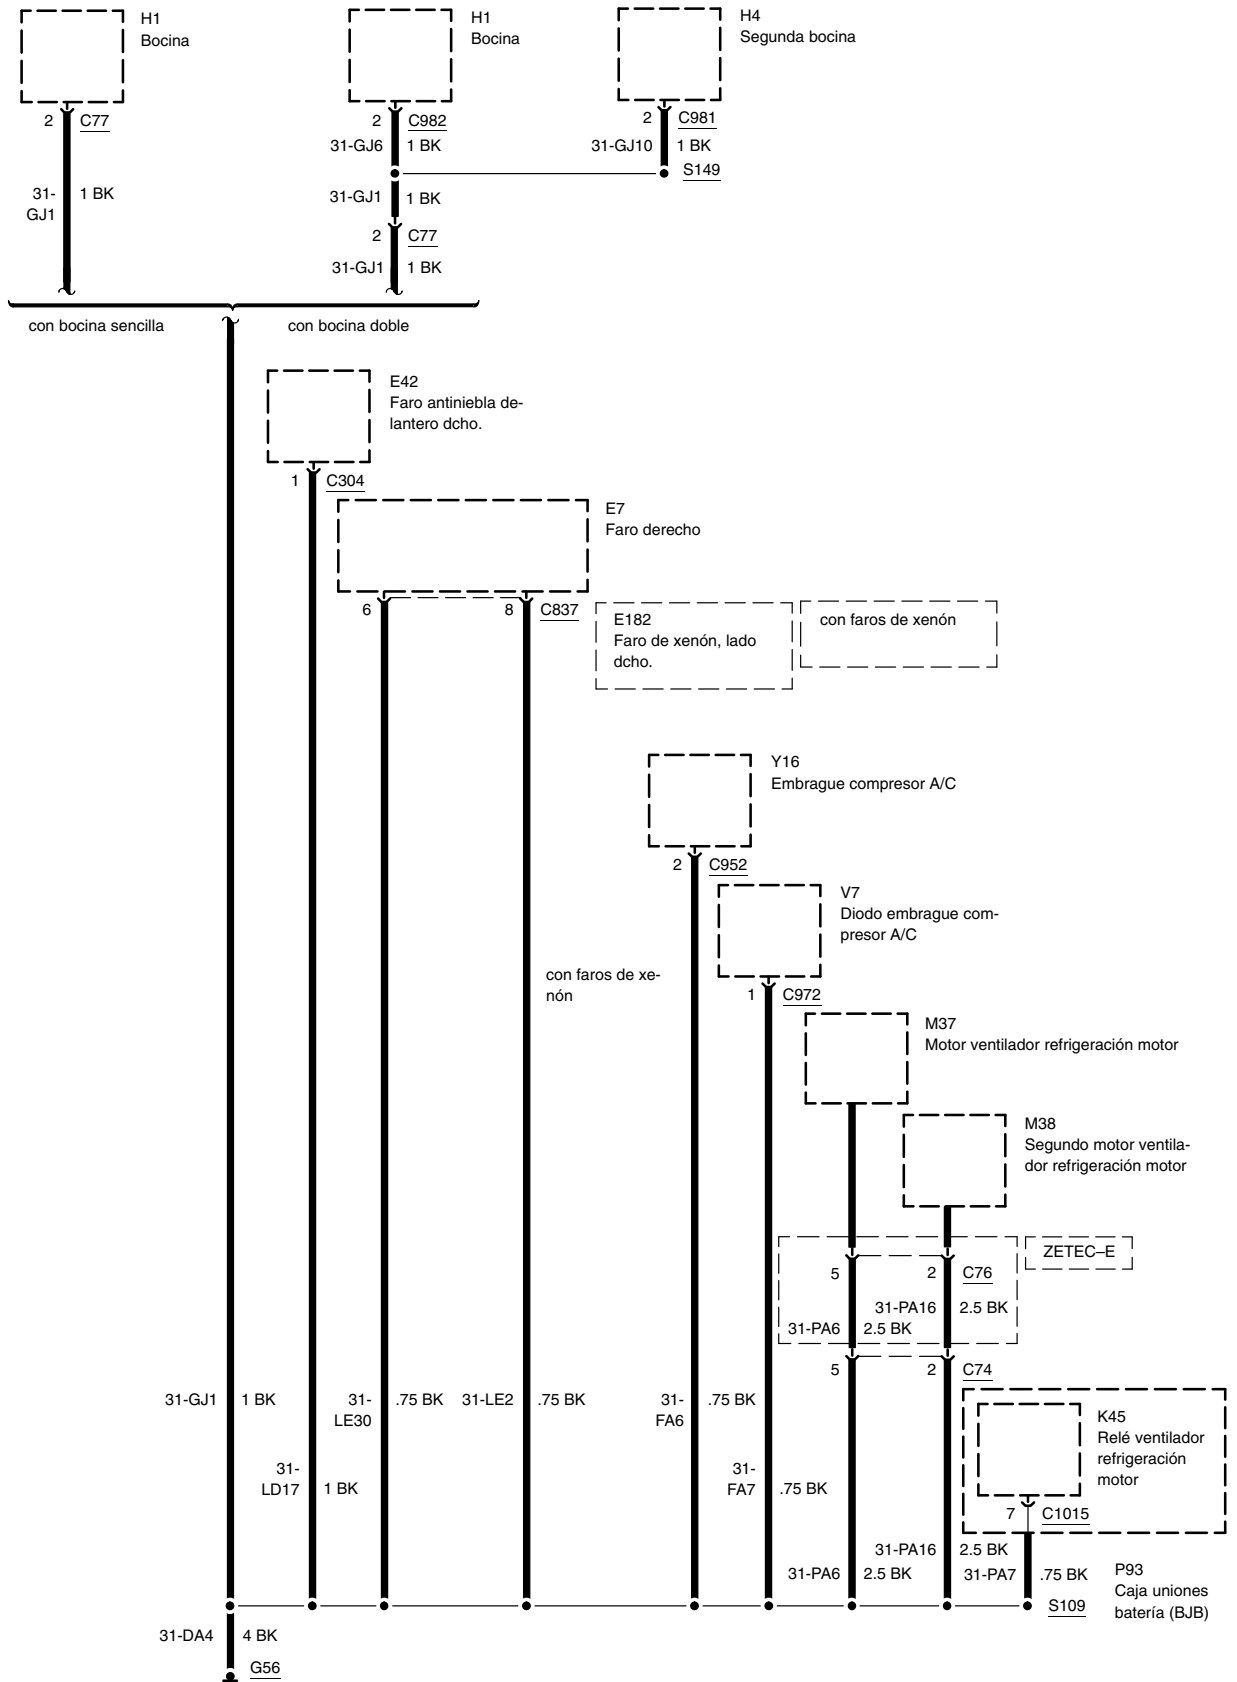 H1
Bocina
H1
Bocina
H4
Segunda bocina
2 C77
2 C982
2 C981
31-GJ6 1 BK
31-GJ10 1 BK
S149
31-
GJ1
1 BK
31-GJ1 1 BK
2 C77
31-GJ1 1 BK
con bocina sencilla
con bocina doble
E42
Faro antiniebla de-
lantero dcho.
1 C304
E7
Faro derecho
6
8 C837
E182
Faro de xenón, lado
dcho.
con faros de xenón
Y16
Embrague compresor A/C
2 C952
V7
Diodo embrague com-
presor A/C
con faros de xe-
nón
1 C972
M37
Motor ventilador refrigeración motor
M38
Segundo motor ventila-
dor refrigeración motor
ZETEC–E
5
2 C76
31-PA16 2.5 BK
31-PA6 2.5 BK
5
2 C74
31-GJ1 1 BK
31-
LE30
.75 BK
31-LE2 .75 BK
31-
FA6
.75 BK
K45
Relé ventilador
refrigeración
motor
31-
LD17
1 BK
31-
FA7
.75 BK
7 C1015
31-PA16 2.5 BK
31-PA6 2.5 BK
31-PA7 .75 BK
P93
Caja uniones
batería (BJB)
S109
31-DA4 4 BK
G56